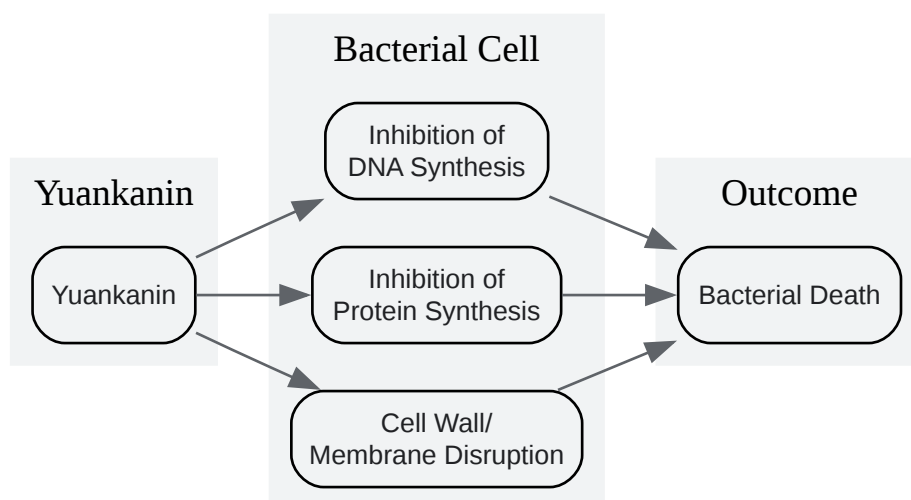 Yuankanin
Yuankanin
Bacterial Cell
Inhibition of
DNA Synthesis
Inhibition of
Protein Synthesis
Cell Wall/
Membrane Disruption
Outcome
Bacterial Death